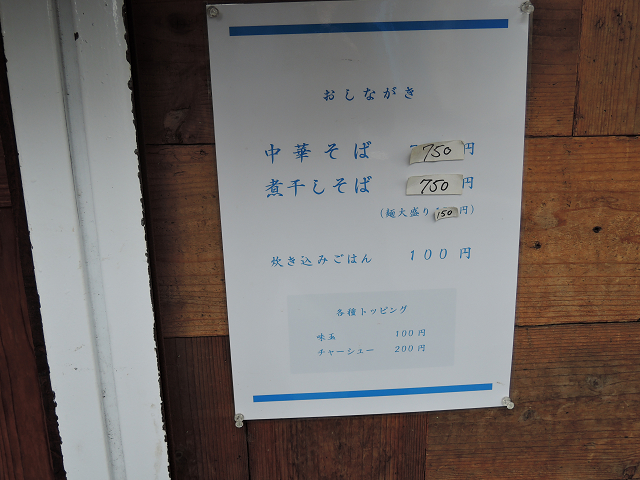 おしながき
中華そば 750円
煮干しそば 750円
(麺大盛り 150円)
炊き込みごはん 100円
各種トッピング
味玉 100円
チャーシュー 200円